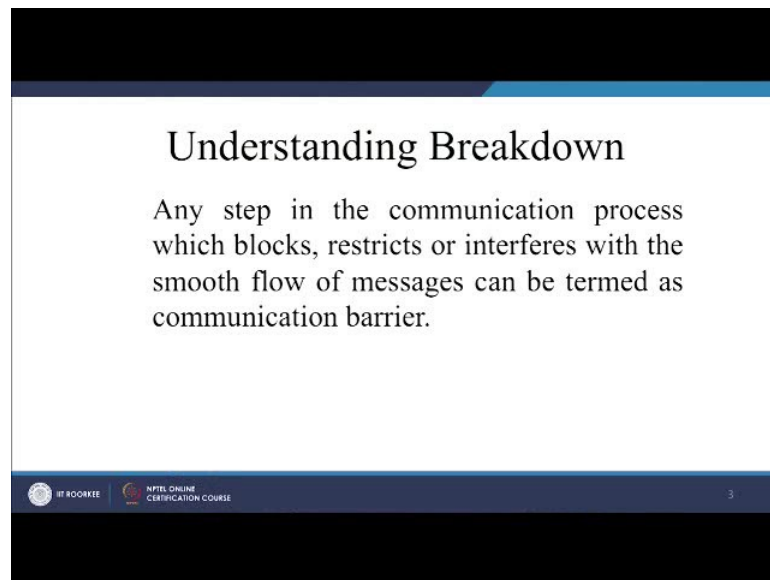 Understanding Breakdown
Any step in the communication process
which blocks, restricts or interferes with the
smooth flow of messages can be termed as
communication barrier.
IIT ROORKEE
NPTEL ONLINE
CERTIFICATION COURSE
3